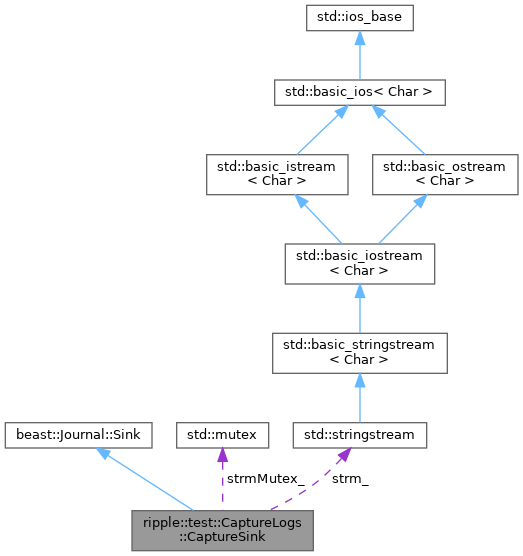 std::ios_base
std::basic_ios< Char >
std::basic_istream
< Char >
std::basic_ostream
< Char >
std::basic_iostream
< Char >
std::basic_stringstream
< Char >
beast::Journal::Sink
std::mutex
std::stringstream
strmMutex_
strm_
ripple::test::CaptureLogs
::CaptureSink